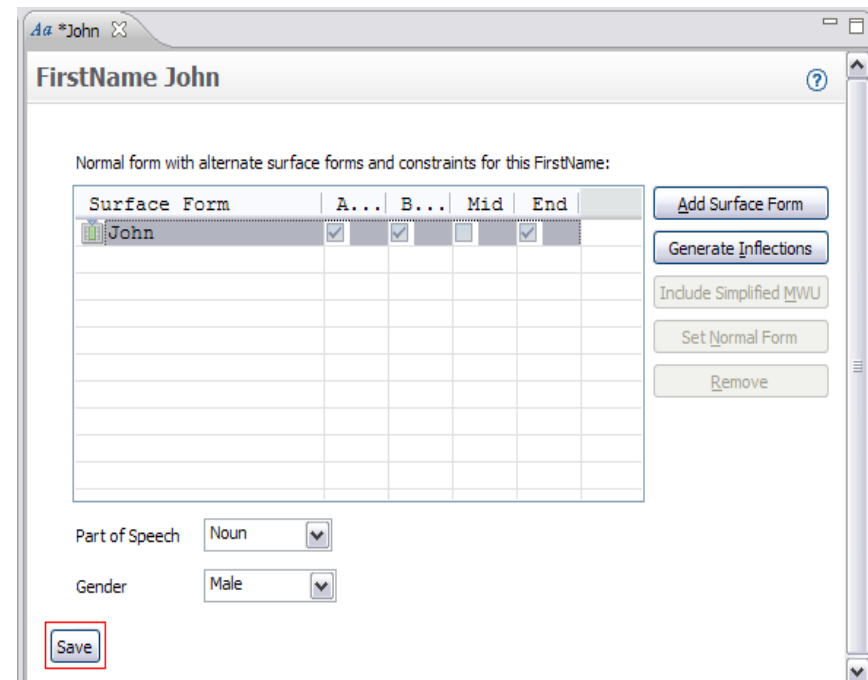 Aa *John
FirstName John
Normal form with alternate surface forms and constraints for this FirstName:
Surface Form A... B... Mid End
John
Add Surface Form
Generate Inflections
Include Simplified MWU
Set Normal Form
Remove
Part of Speech Noun
Gender Male
Save